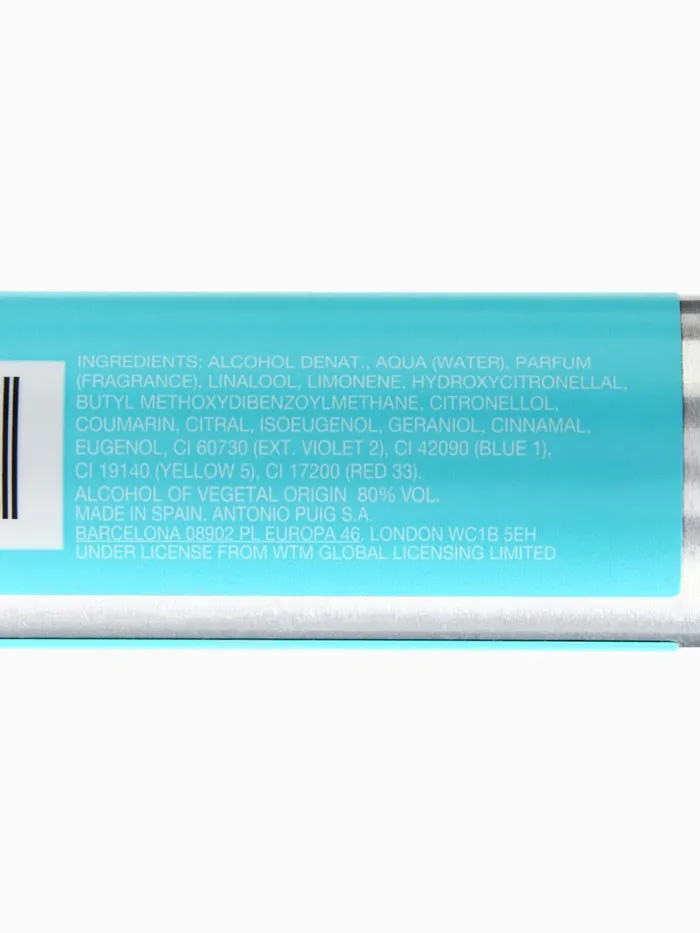 INGREDIENTS: ALCOHOL DENAT., AQUA (WATER), PARFUM
(FRAGRANCE), LINALOOL, LIMONENE, HYDROXYCITRONELLAL,
BUTYL METHOXYDIBENZOYLMETHANE, CITRONELLOL,
COUMARIN, CITRAL, ISOEUGENOL, GERANIOL, CINNAMAL,
EUGENOL, CI 60730 (EXT. VIOLET 2), CI 42090 (BLUE 1),
CI 19140 (YELLOW 5), CI 17200 (RED 33).
ALCOHOL OF VEGETAL ORIGIN 80% VOL.
MADE IN SPAIN. ANTONIO PUIG S.A.
BARCELONA 08902 PL EUROPA 46. LONDON WC1B 5EH
UNDER LICENSE FROM WTM GLOBAL LICENSING LIMITED